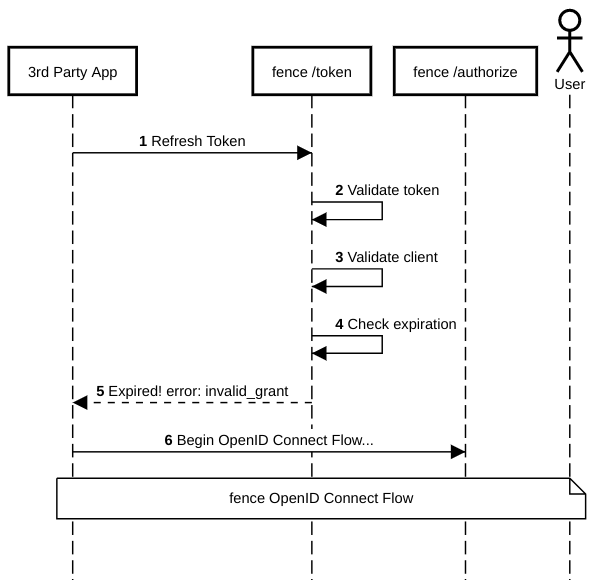 3rd Party App
fence /token
fence /authorize
User
1 Refresh Token
2 Validate token
3 Validate client
4 Check expiration
5 Expired! error: invalid_grant
6 Begin OpenID Connect Flow...
fence OpenID Connect Flow